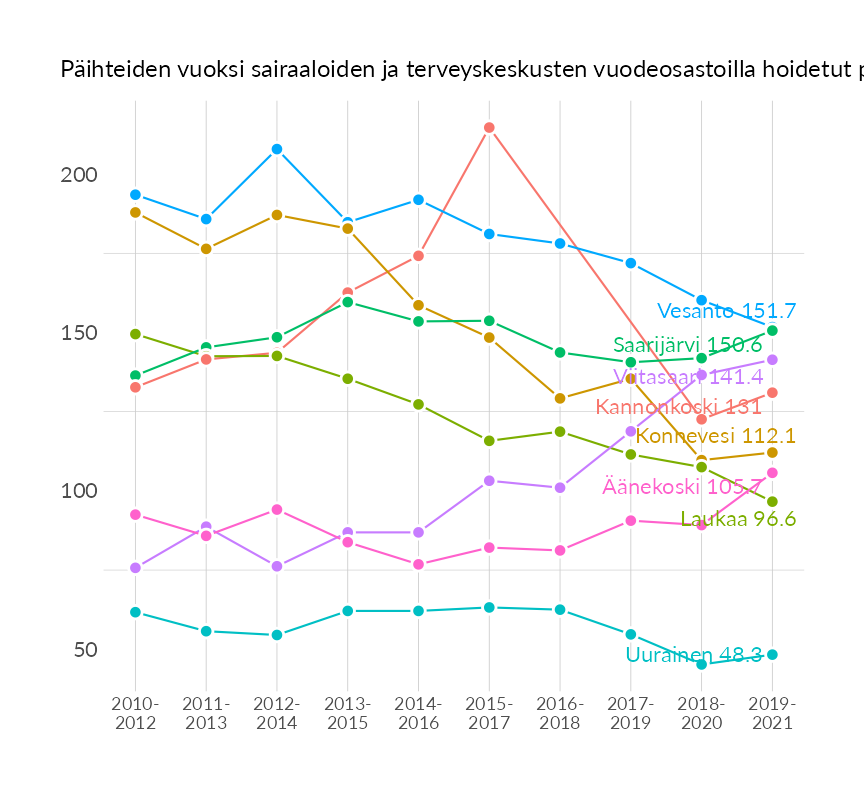 Päihteiden vuoksi sairaaloiden ja terveyskeskusten vuodeosastoilla hoidetut
200
150
100
50
Vesanto 151.7
Saarijärvi 150.6
Viitasaari 141.4
Kannonkoski 131
Konnevesi 112.1
Äänekoski 105.7
Laukaa 96.6
Uurainen 48.3
2010- 2011- 2012- 2013- 2014- 2015- 2016- 2017- 2018- 2019-
2012 2013 2014 2015 2016 2017 2018 2019 2020 2021